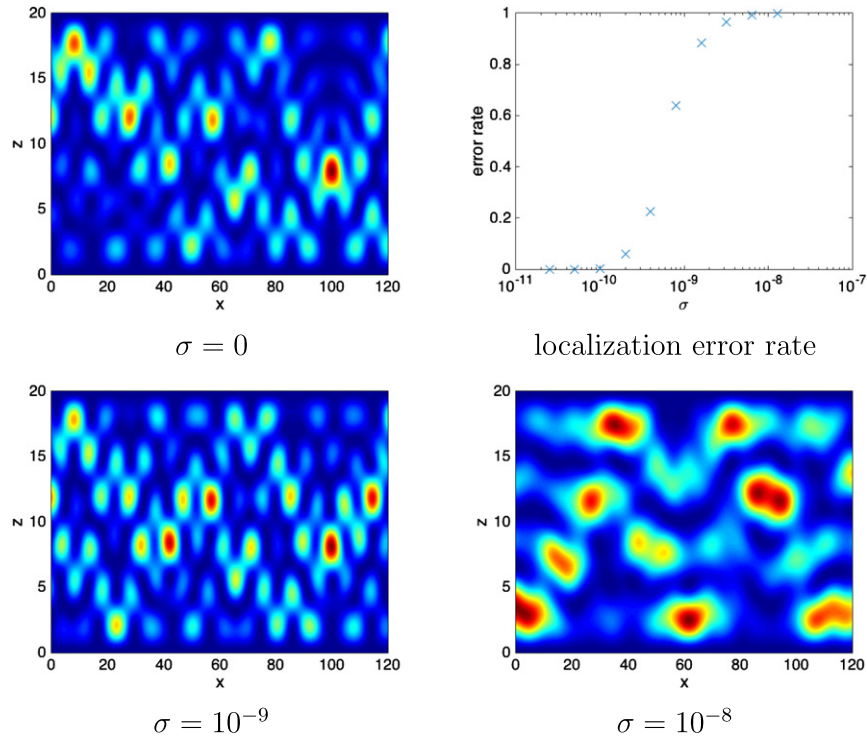 20
15
z
10
5
0
0 20 40 60 80 100 120
x
σ = 0
1
0.8
error rate
0.6
0.4
0.2
0
10⁻¹¹ 10⁻¹⁰ 10⁻⁹ 10⁻⁸ 10⁻⁷
σ
localization error rate
20
15
z
10
5
0
0 20 40 60 80 100 120
x
σ = 10⁻⁹
20
15
z
10
5
0
0 20 40 60 80 100 120
x
σ = 10⁻⁸